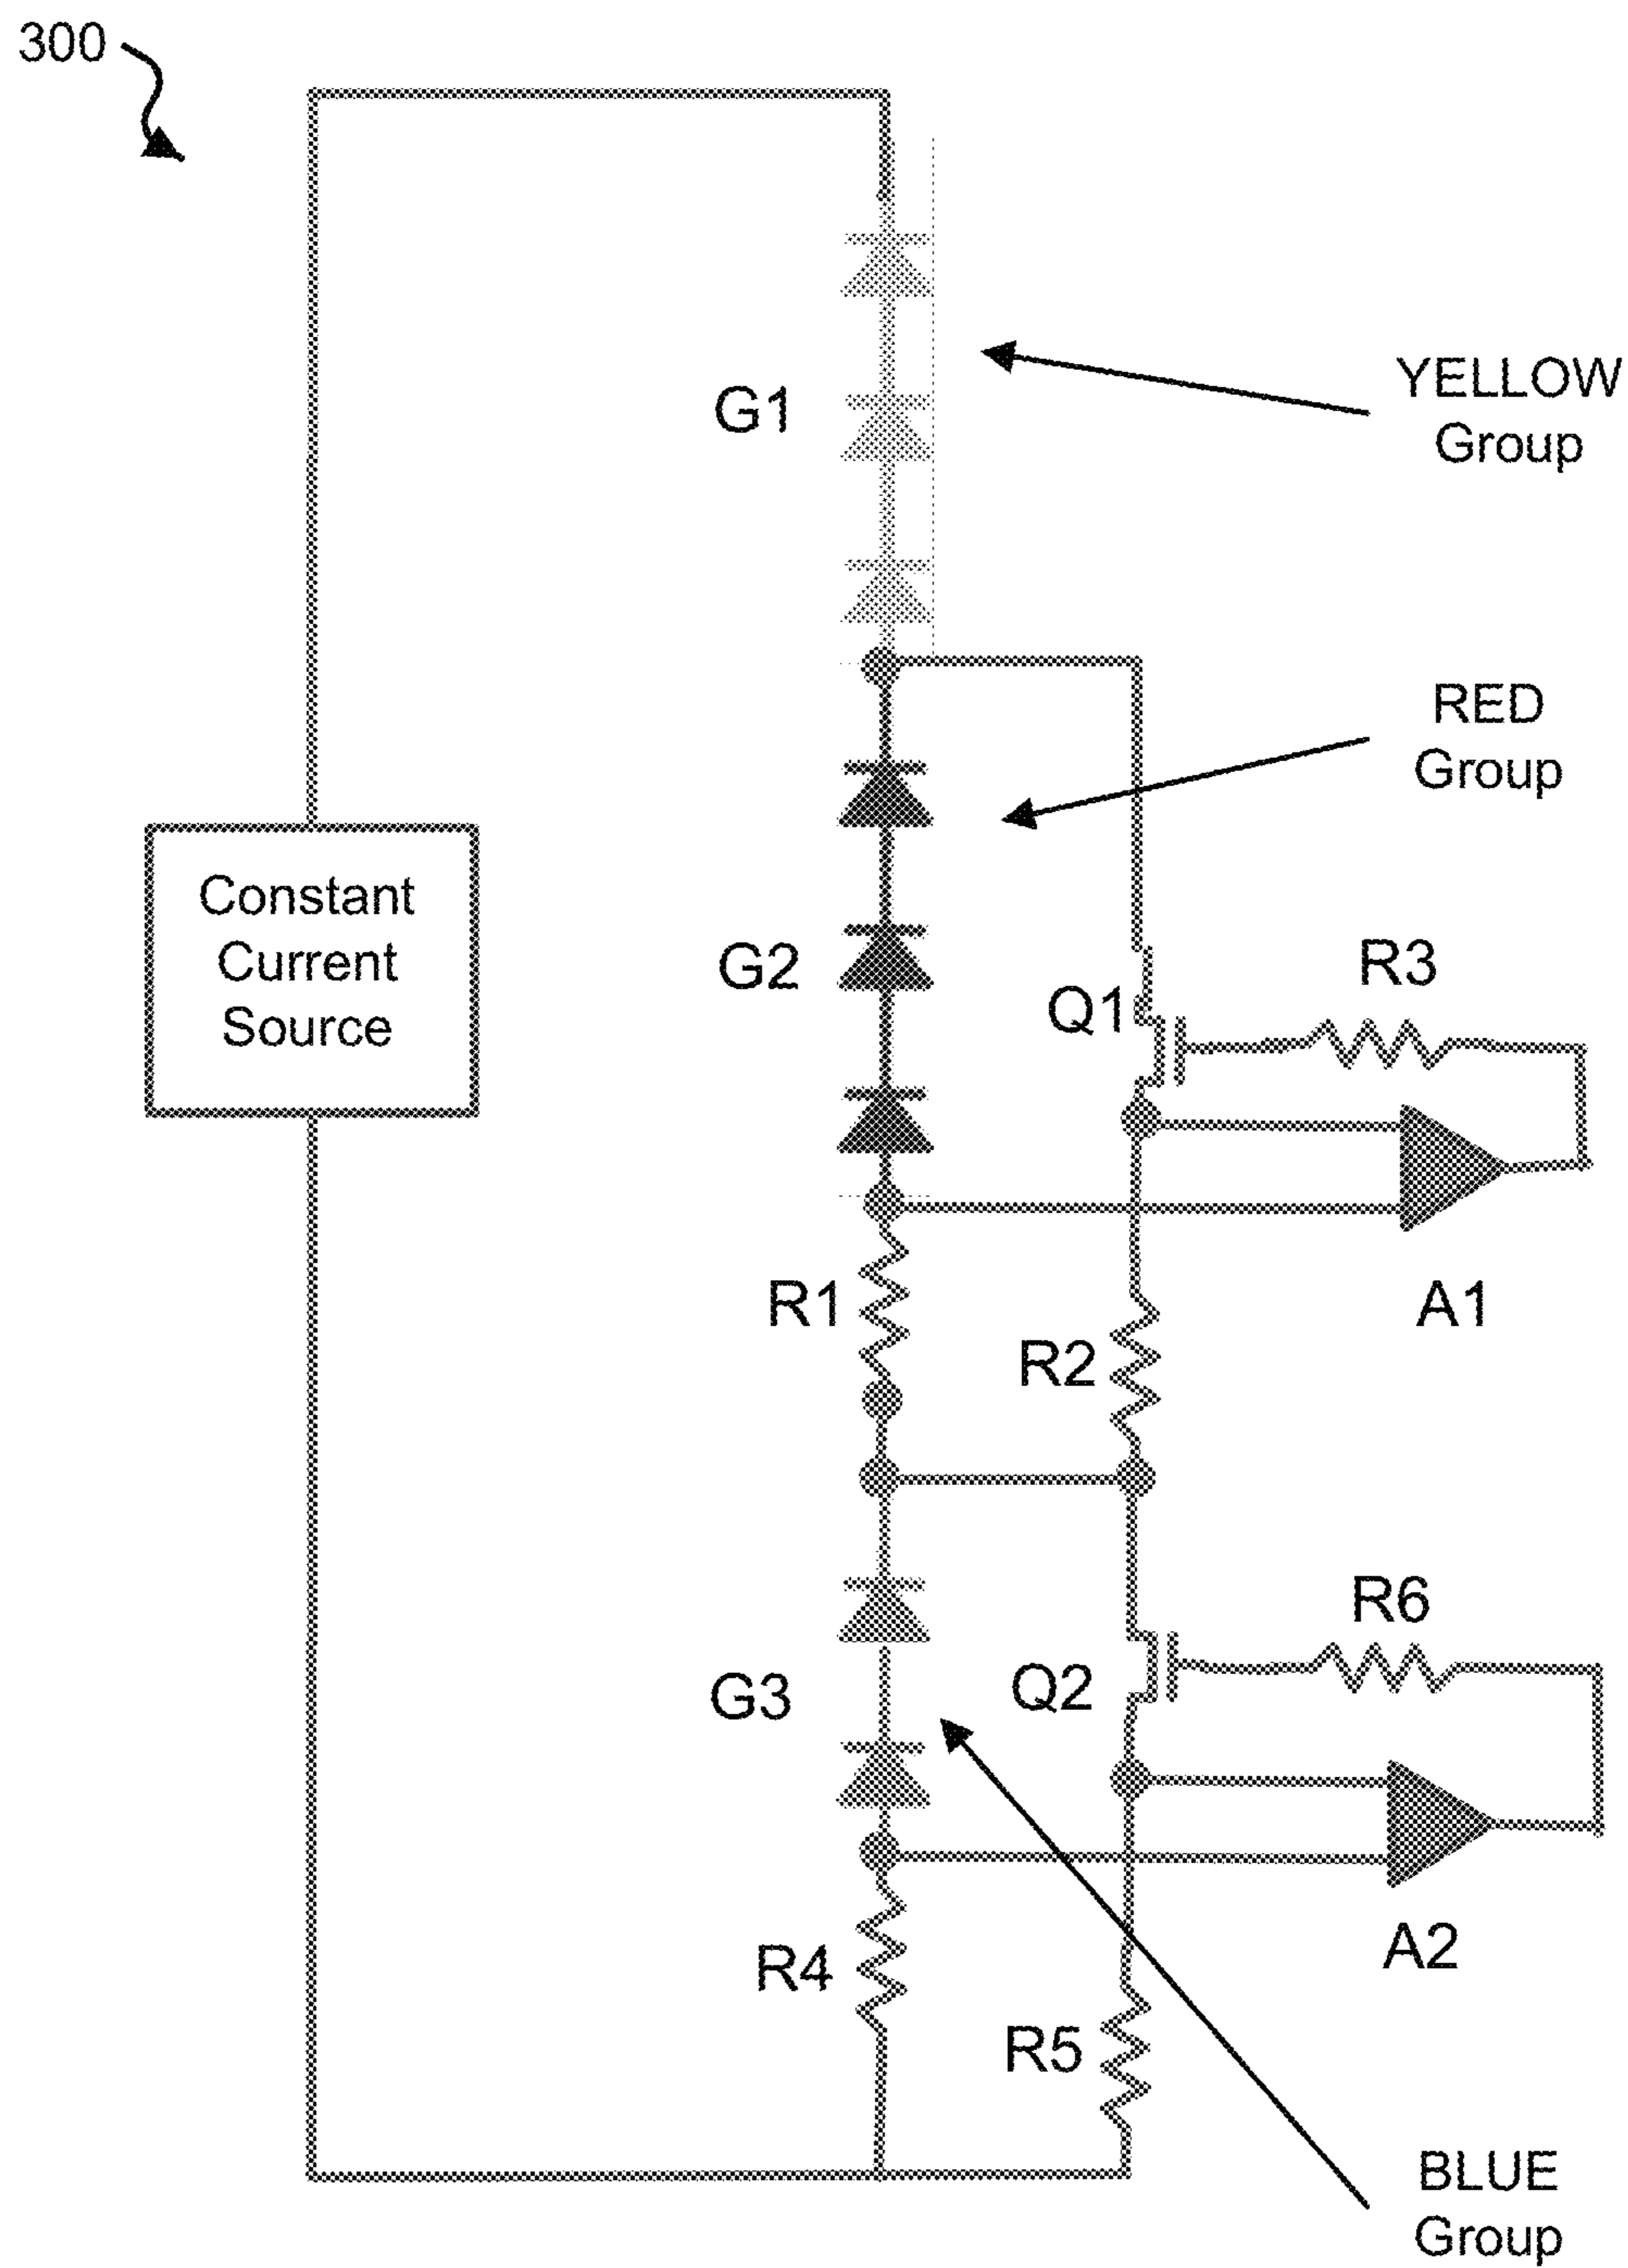 300
YELLOW
Group
G1
RED
Group
Constant
Current
Source
G2
R3
Q1
R1
A1
R2
R6
G3
Q2
R4
A2
R5
BLUE
Group